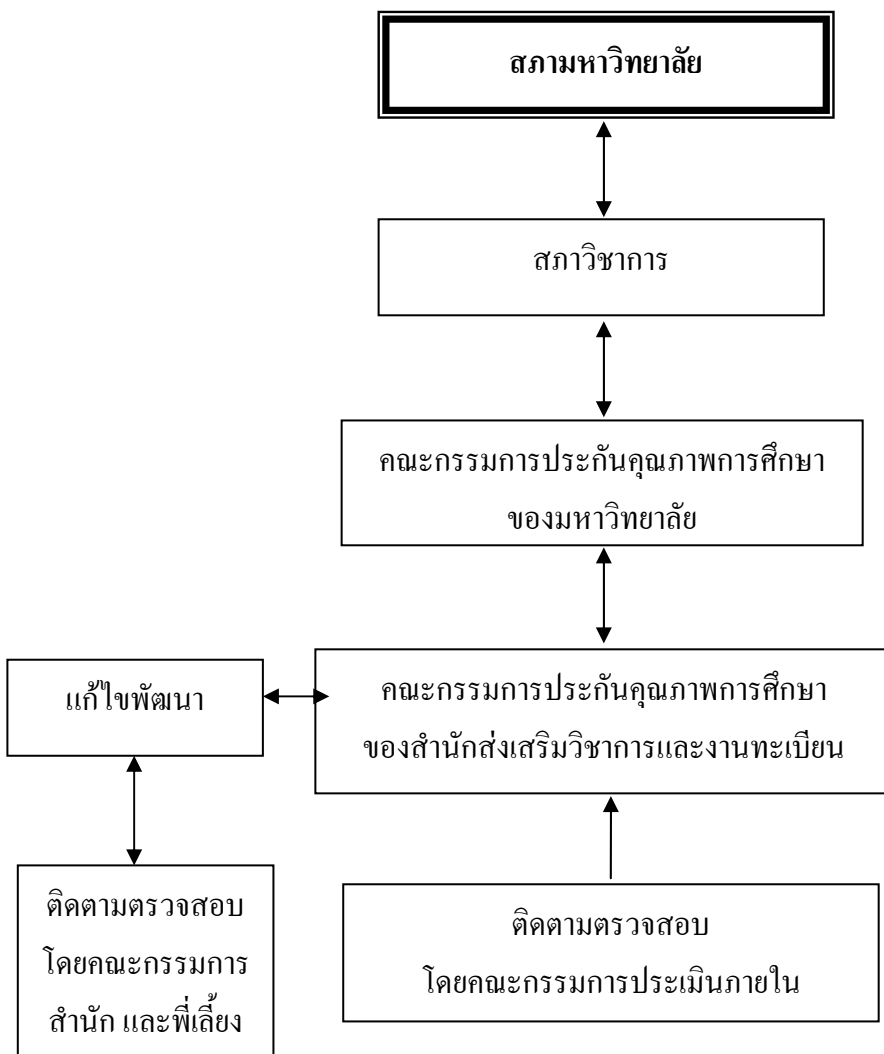 สภามหาวิทยาลัย
สภาวิชาการ
คณะกรรมการประกันคุณภาพการศึกษา
ของมหาวิทยาลัย
แก้ไขพัฒนา
คณะกรรมการประกันคุณภาพการศึกษา
ของสำนักส่งเสริมวิชาการและงานทะเบียน
ติดตามตรวจสอบ
โดยคณะกรรมการ
สำนัก และพี่เลี้ยง
ติดตามตรวจสอบ
โดยคณะกรรมการประเมินภายใน